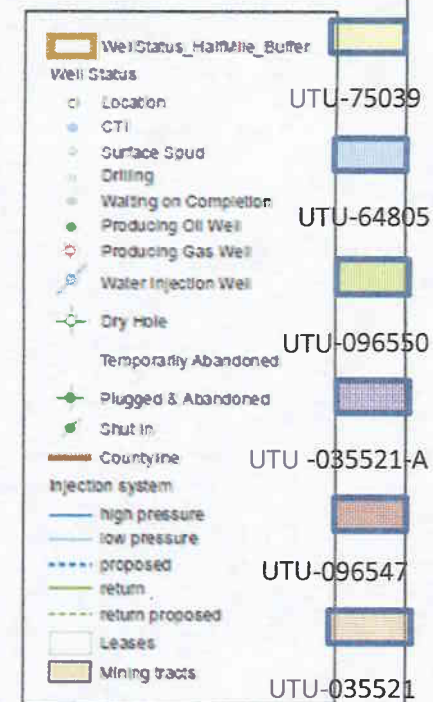 WellStatus_HalfMile_Buffer
Well Status
Location
CTI
Surface Spud
Drilling
Waiting on Completion
Producing Oil Well
Producing Gas Well
Water Injection Well
Dry Hole
Temporarily Abandoned
Plugged & Abandoned
Shut In
Countyline
Injection system
high pressure
low pressure
proposed
return
return proposed
Leases
Mining tracts
UTU-75039
UTU-64805
UTU-096550
UTU -035521-A
UTU-096547
UTU-035521